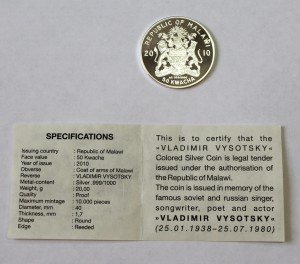 REPUBLIC OF MALAWI
20 10
50 KWACHA
SPECIFICATIONS
Issuing country : Republic of Malawi
Face value : 50 Kwacha
Year of issue : 2010
Obverse : Coat of arms of Malawi
Reverse : VLADIMIR VYSOTSKY
Metal-content : Silver .999/1000
Weight, g : 20,00
Quality : Proof
Maximum mintage : 10,000 pieces
Diameter, mm : 40
Thickness, mm : 1,7
Shape : Round
Edge : Reeded
This is to certify that the
«VLADIMIR VYSOTSKY»
Colored Silver Coin is legal tender
issued under the authorisation of
the Republic of Malawi.
The coin is issued in memory of the
famous soviet and russian singer,
songwriter, poet and actor
«VLADIMIR VYSOTSKY»
(25.01.1938–25.07.1980)